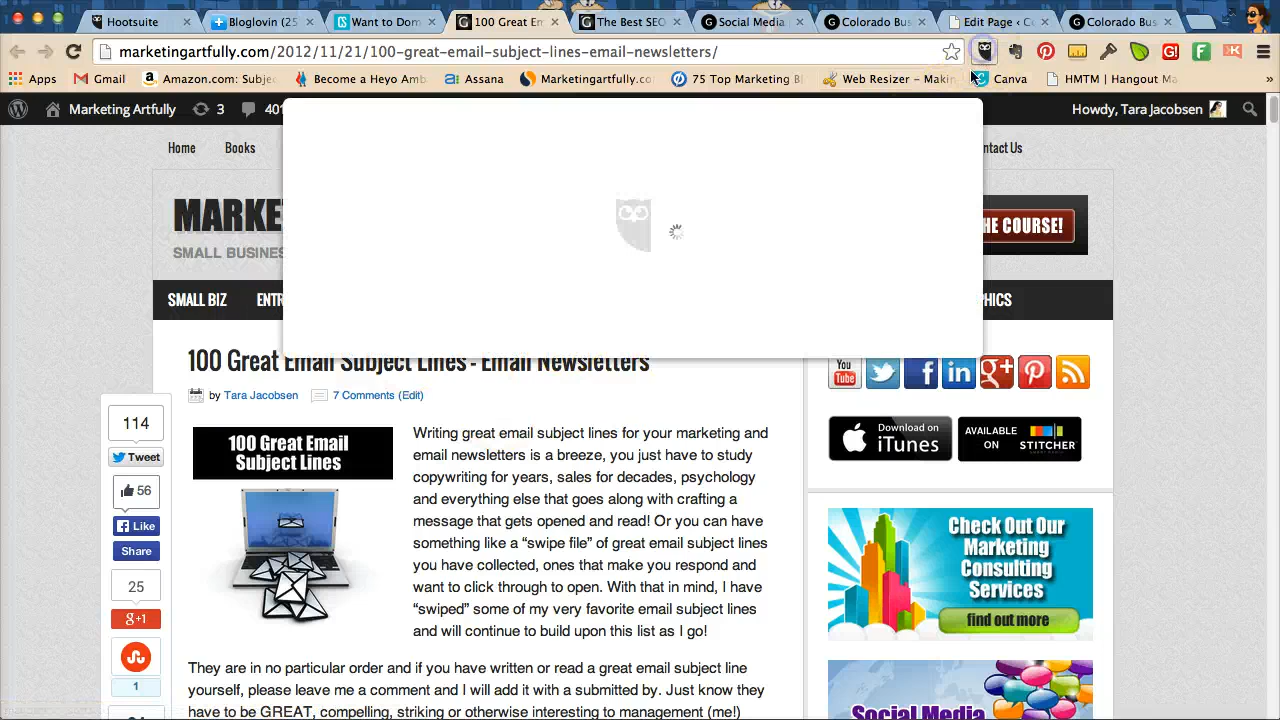 Hootsuite
Bloglovin (25
Want to Dom
100 Great Em
The Best SEO
Social Media
Colorado Bus
Edit Page ‹ C
Colorado Bus
marketingartfully.com/2012/11/21/100-great-email-subject-lines-email-newsletters/
Apps
Gmail
Amazon.com: Subje
Become a Heyo Amb
Assana
Marketingartfully.co
75 Top Marketing B
Web Resizer – Makin
Canva
HMTM | Hangout Ma
»
Marketing Artfully
3
401
Howdy, Tara Jacobsen
Home
Books
ntact Us
MARKE
SMALL BUSINES
HE COURSE!
SMALL BIZ
ENTR
PHICS
100 Great Email Subject Lines - Email Newsletters
by Tara Jacobsen
7 Comments (Edit)
114
Tweet
56
Like
Share
25
+1
1
100 Great Email
Subject Lines
Writing great email subject lines for your marketing and
email newsletters is a breeze, you just have to study
copywriting for years, sales for decades, psychology
and everything else that goes along with crafting a
message that gets opened and read! Or you can have
something like a “swipe file” of great email subject lines
you have collected, ones that make you respond and
want to click through to open. With that in mind, I have
“swiped” some of my very favorite email subject lines
and will continue to build upon this list as I go!
They are in no particular order and if you have written or read a great email subject line
yourself, please leave me a comment and I will add it with a submitted by. Just know they
have to be GREAT, compelling, striking or otherwise interesting to management (me!)
You
Tube
f
in
g+
Download on
iTunes
AVAILABLE
ON
STITCHER
Check Out Our
Marketing
Consulting
Services
find out more
Social Media